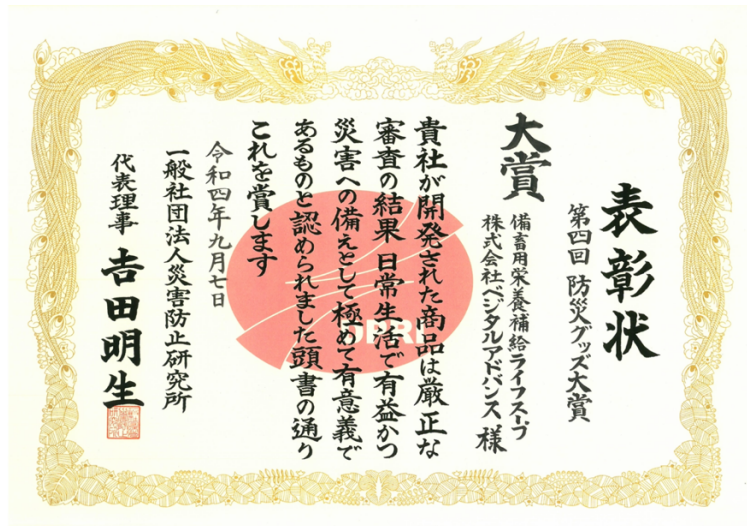 表彰状
第四回 防災グッズ大賞
大賞
備蓄用栄養補給ライフスープ
株式会社ベジタルアドバンス 様
貴社が開発された商品は厳正な
審査の結果 日常生活で有益かつ
災害への備えとして極めて有意義で
あるものと認められました頭書の通り
これを賞します
令和四年九月七日
一般社団法人災害防止研究所
代表理事 吉田明生
DPRI